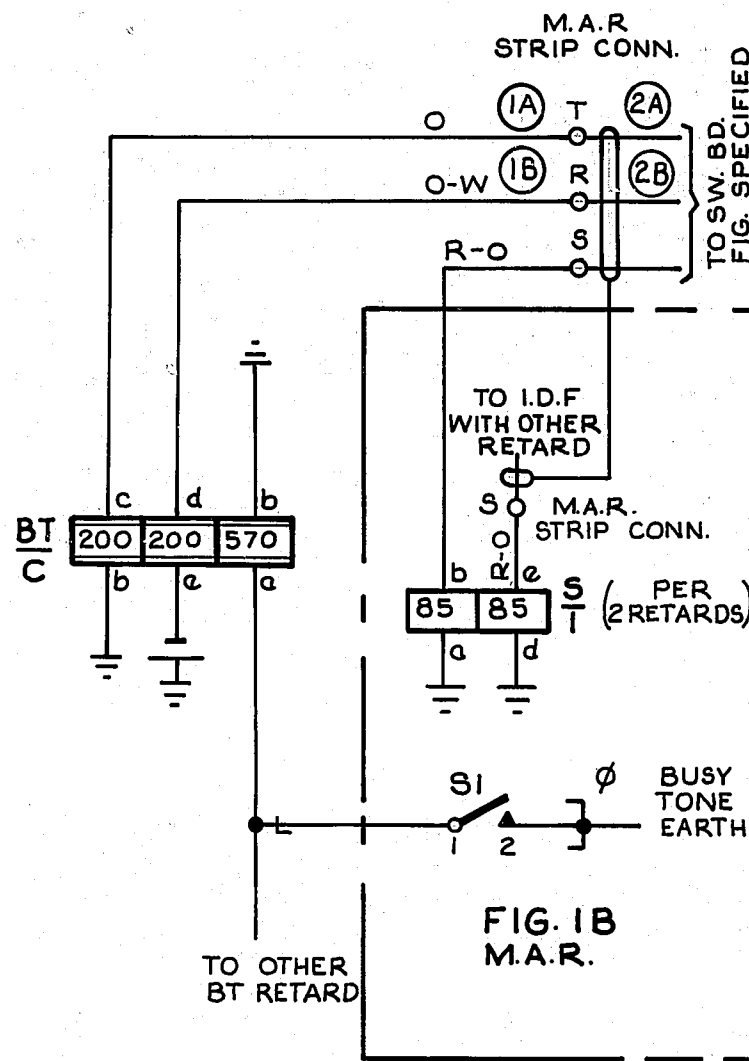 M.A.R
STRIP CONN.
O
1A
T
2A
O-W
1B
R
2B
R-O
S
TO SW. BD.
FIG. SPECIFIED
TO I.D.F
WITH OTHER
RETARD
S
M.A.R.
STRIP CONN.
R-O
c
d
b
BT
C
200
200
570
b
e
a
b
e
85
85
S
1
(PER
2 RETARDS)
a
d
S1
Ø
BUSY
TONE
EARTH
L
1
2
FIG. 1B
M.A.R.
TO OTHER
BT RETARD